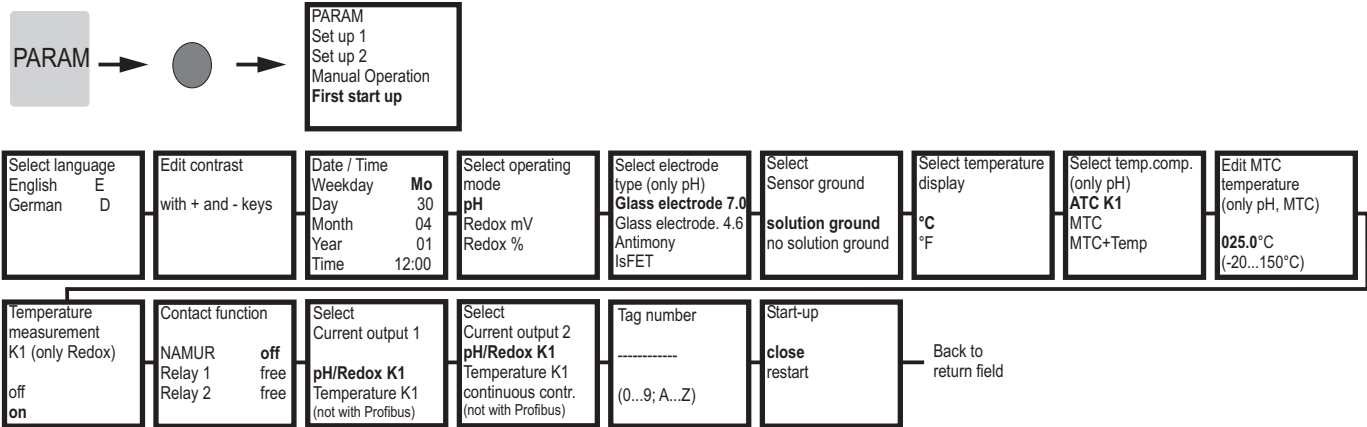 PARAM
PARAM
Set up 1
Set up 2
Manual Operation
First start up
Select language
English E
German D
Edit contrast
with + and - keys
Date / Time
Weekday Mo
Day 30
Month 04
Year 01
Time 12:00
Select operating
mode
pH
Redox mV
Redox %
Select electrode
type (only pH)
Glass electrode 7.0
Glass electrode. 4.6
Antimony
IsFET
Select
Sensor ground
solution ground
no solution ground
Select temperature
display
°C
°F
Select temp.comp.
(only pH)
ATC K1
MTC
MTC+Temp
Edit MTC
temperature
(only pH, MTC)
025.0°C
(-20...150°C)
Temperature
measurement
K1 (only Redox)
off
on
Contact function
NAMUR off
Relay 1 free
Relay 2 free
Select
Current output 1
pH/Redox K1
Temperature K1
(not with Profibus)
Select
Current output 2
pH/Redox K1
Temperature K1
continuous contr.
(not with Profibus)
Tag number
------------
(0...9; A...Z)
Start-up
close
restart
Back to
return field